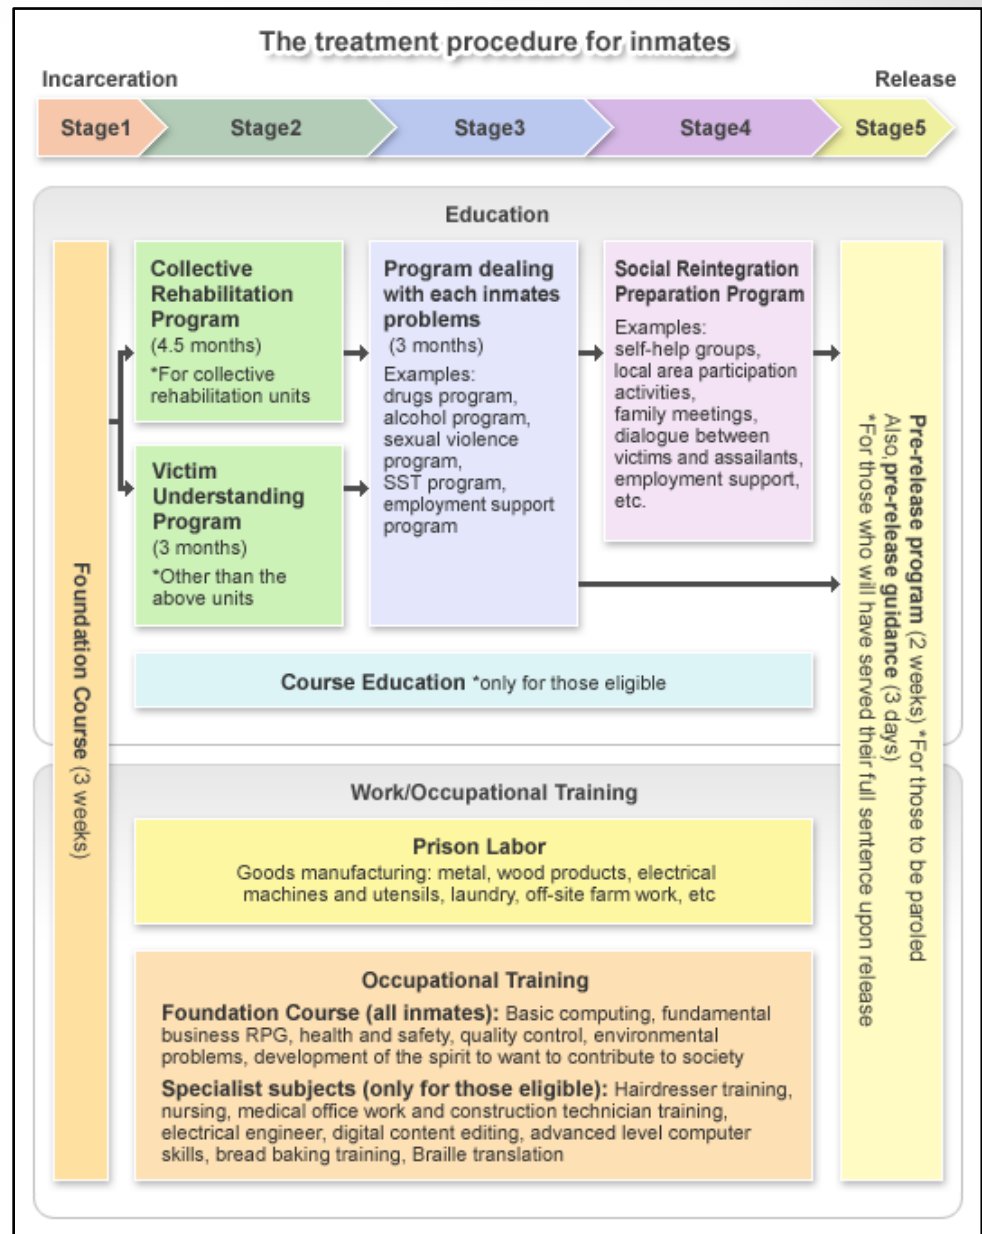 The treatment procedure for inmates
Incarceration
Release
Stage1
Stage2
Stage3
Stage4
Stage5
Education
Foundation Course (3 weeks)
Collective
Rehabilitation
Program
(4.5 months)
*For collective
rehabilitation units
Victim
Understanding
Program
(3 months)
*Other than the
above units
Program dealing
with each inmates
problems
(3 months)
Examples:
drugs program,
alcohol program,
sexual violence
program,
SST program,
employment support
program
Social Reintegration
Preparation Program
Examples:
self-help groups,
local area participation
activities,
family meetings,
dialogue between
victims and assailants,
employment support,
etc.
Pre-release program (2 weeks) *For those to be paroled
Also,pre-release guidance (3 days)
*For those who will have served their full sentence upon release
Course Education *only for those eligible
Work/Occupational Training
Prison Labor
Goods manufacturing: metal, wood products, electrical
machines and utensils, laundry, off-site farm work, etc
Occupational Training
Foundation Course (all inmates): Basic computing, fundamental
business RPG, health and safety, quality control, environmental
problems, development of the spirit to want to contribute to society
Specialist subjects (only for those eligible): Hairdresser training,
nursing, medical office work and construction technician training,
electrical engineer, digital content editing, advanced level computer
skills, bread baking training, Braille translation